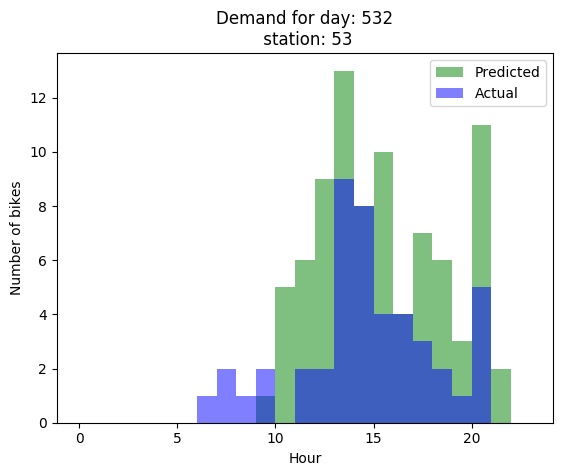 Demand for day: 532
station: 53
Predicted
Actual
Number of bikes
12
10
8
6
4
2
0
0 5 10 15 20
Hour